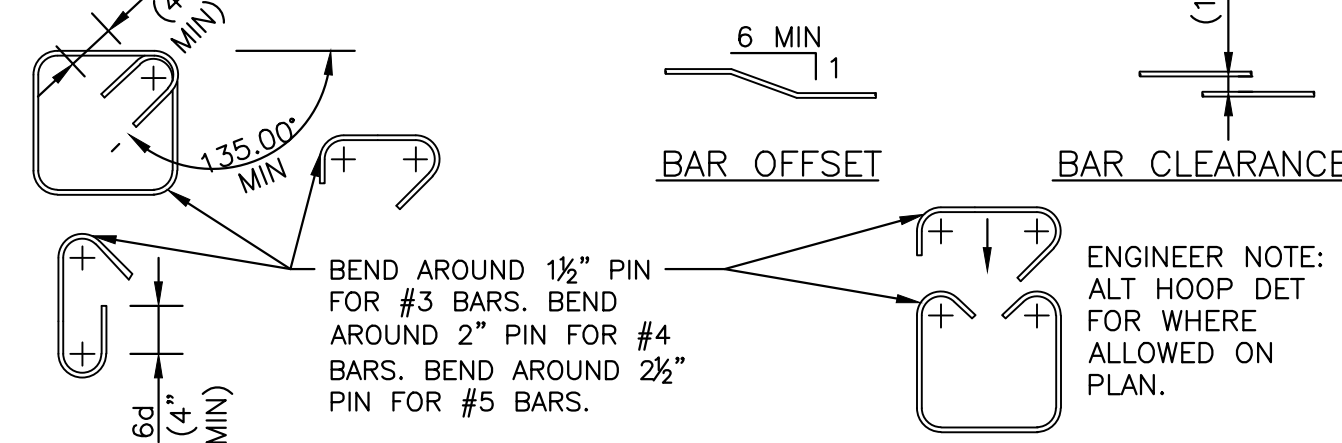 (4"
MIN)
135.00°
MIN
6 MIN
1
BAR OFFSET
(1
BAR CLEARANCE
BEND AROUND 1½" PIN
FOR #3 BARS. BEND
AROUND 2" PIN FOR #4
BARS. BEND AROUND 2½"
PIN FOR #5 BARS.
6d
(4"
MIN)
ENGINEER NOTE:
ALT HOOP DET
FOR WHERE
ALLOWED ON
PLAN.